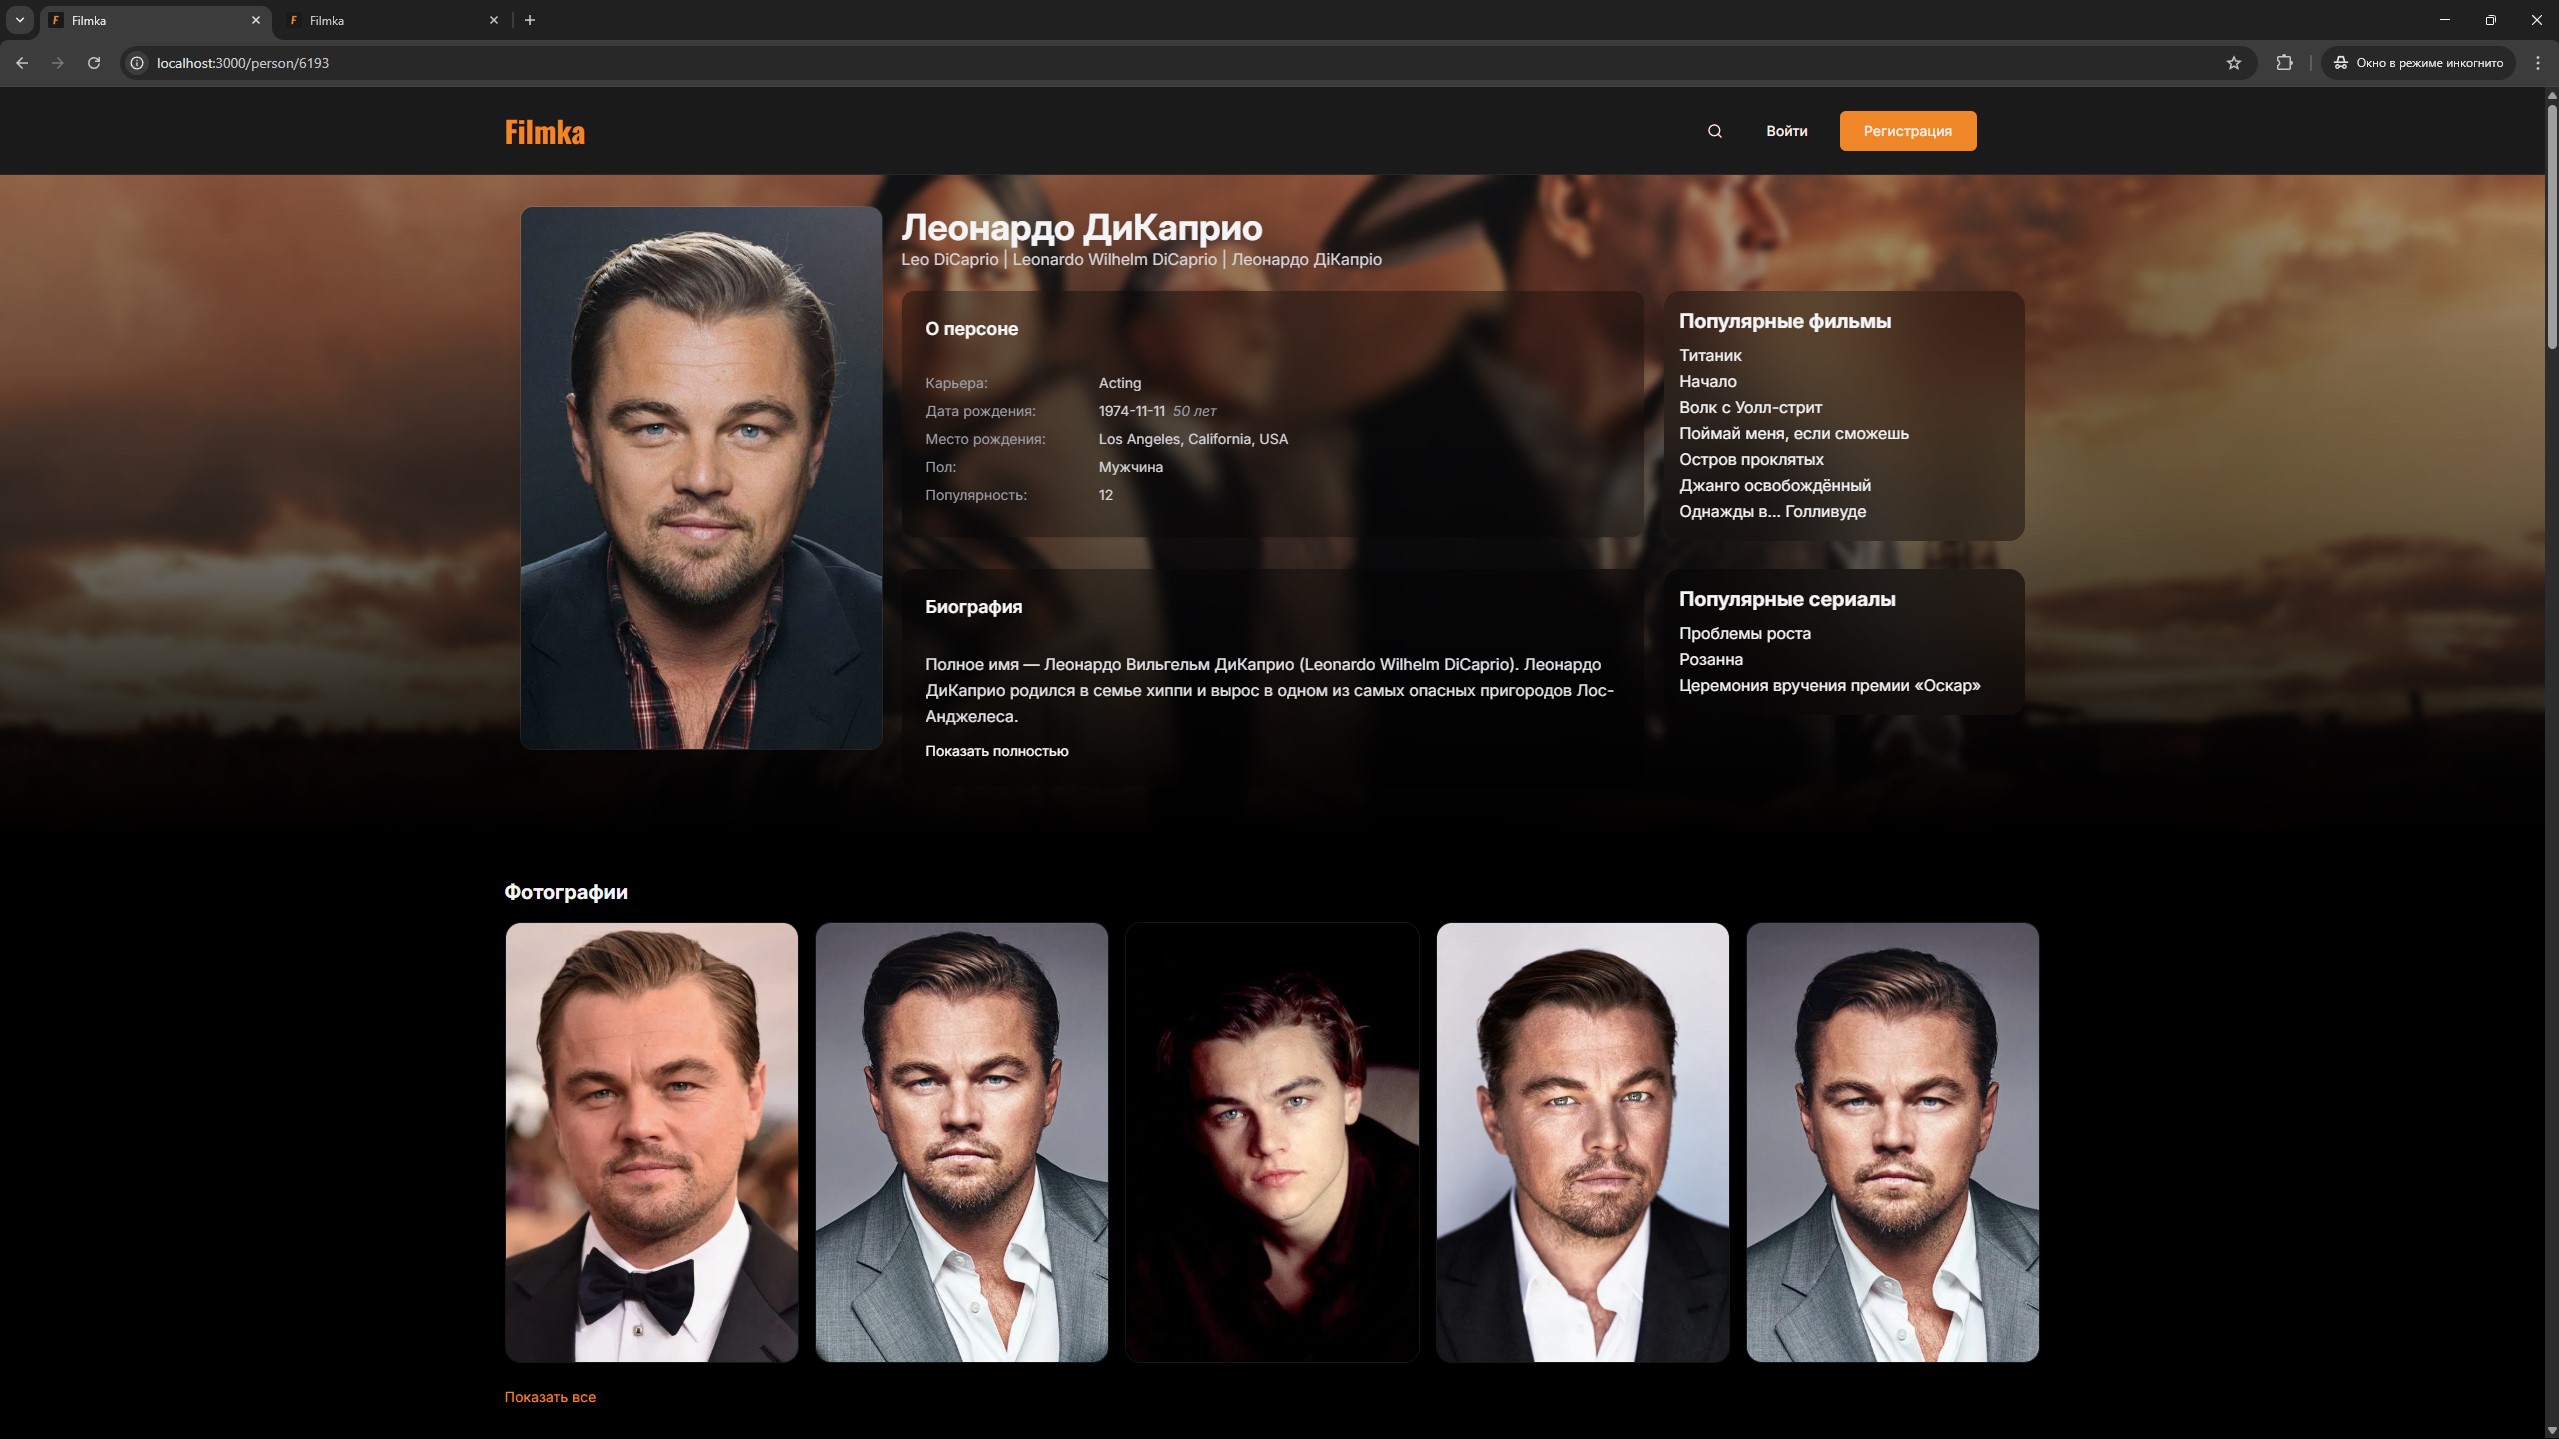 Filmka
Filmka
localhost:3000/person/6193
Окно в режиме инкогнито
Filmka
Войти
Регистрация
Леонардо ДиКаприо
Leo DiCaprio | Leonardo Wilhelm DiCaprio | Леонардо ДіКапріо
О персоне
Карьера: Acting
Дата рождения: 1974-11-11 50 лет
Место рождения: Los Angeles, California, USA
Пол: Мужчина
Популярность: 12
Популярные фильмы
Титаник
Начало
Волк с Уолл-стрит
Поймай меня, если сможешь
Остров проклятых
Джанго освобождённый
Однажды в... Голливуде
Биография
Полное имя — Леонардо Вильгельм ДиКаприо (Leonardo Wilhelm DiCaprio). Леонардо
ДиКаприо родился в семье хиппи и вырос в одном из самых опасных пригородов Лос-
Анджелеса.
Показать полностью
Популярные сериалы
Проблемы роста
Розанна
Церемония вручения премии «Оскар»
Фотографии
Показать все